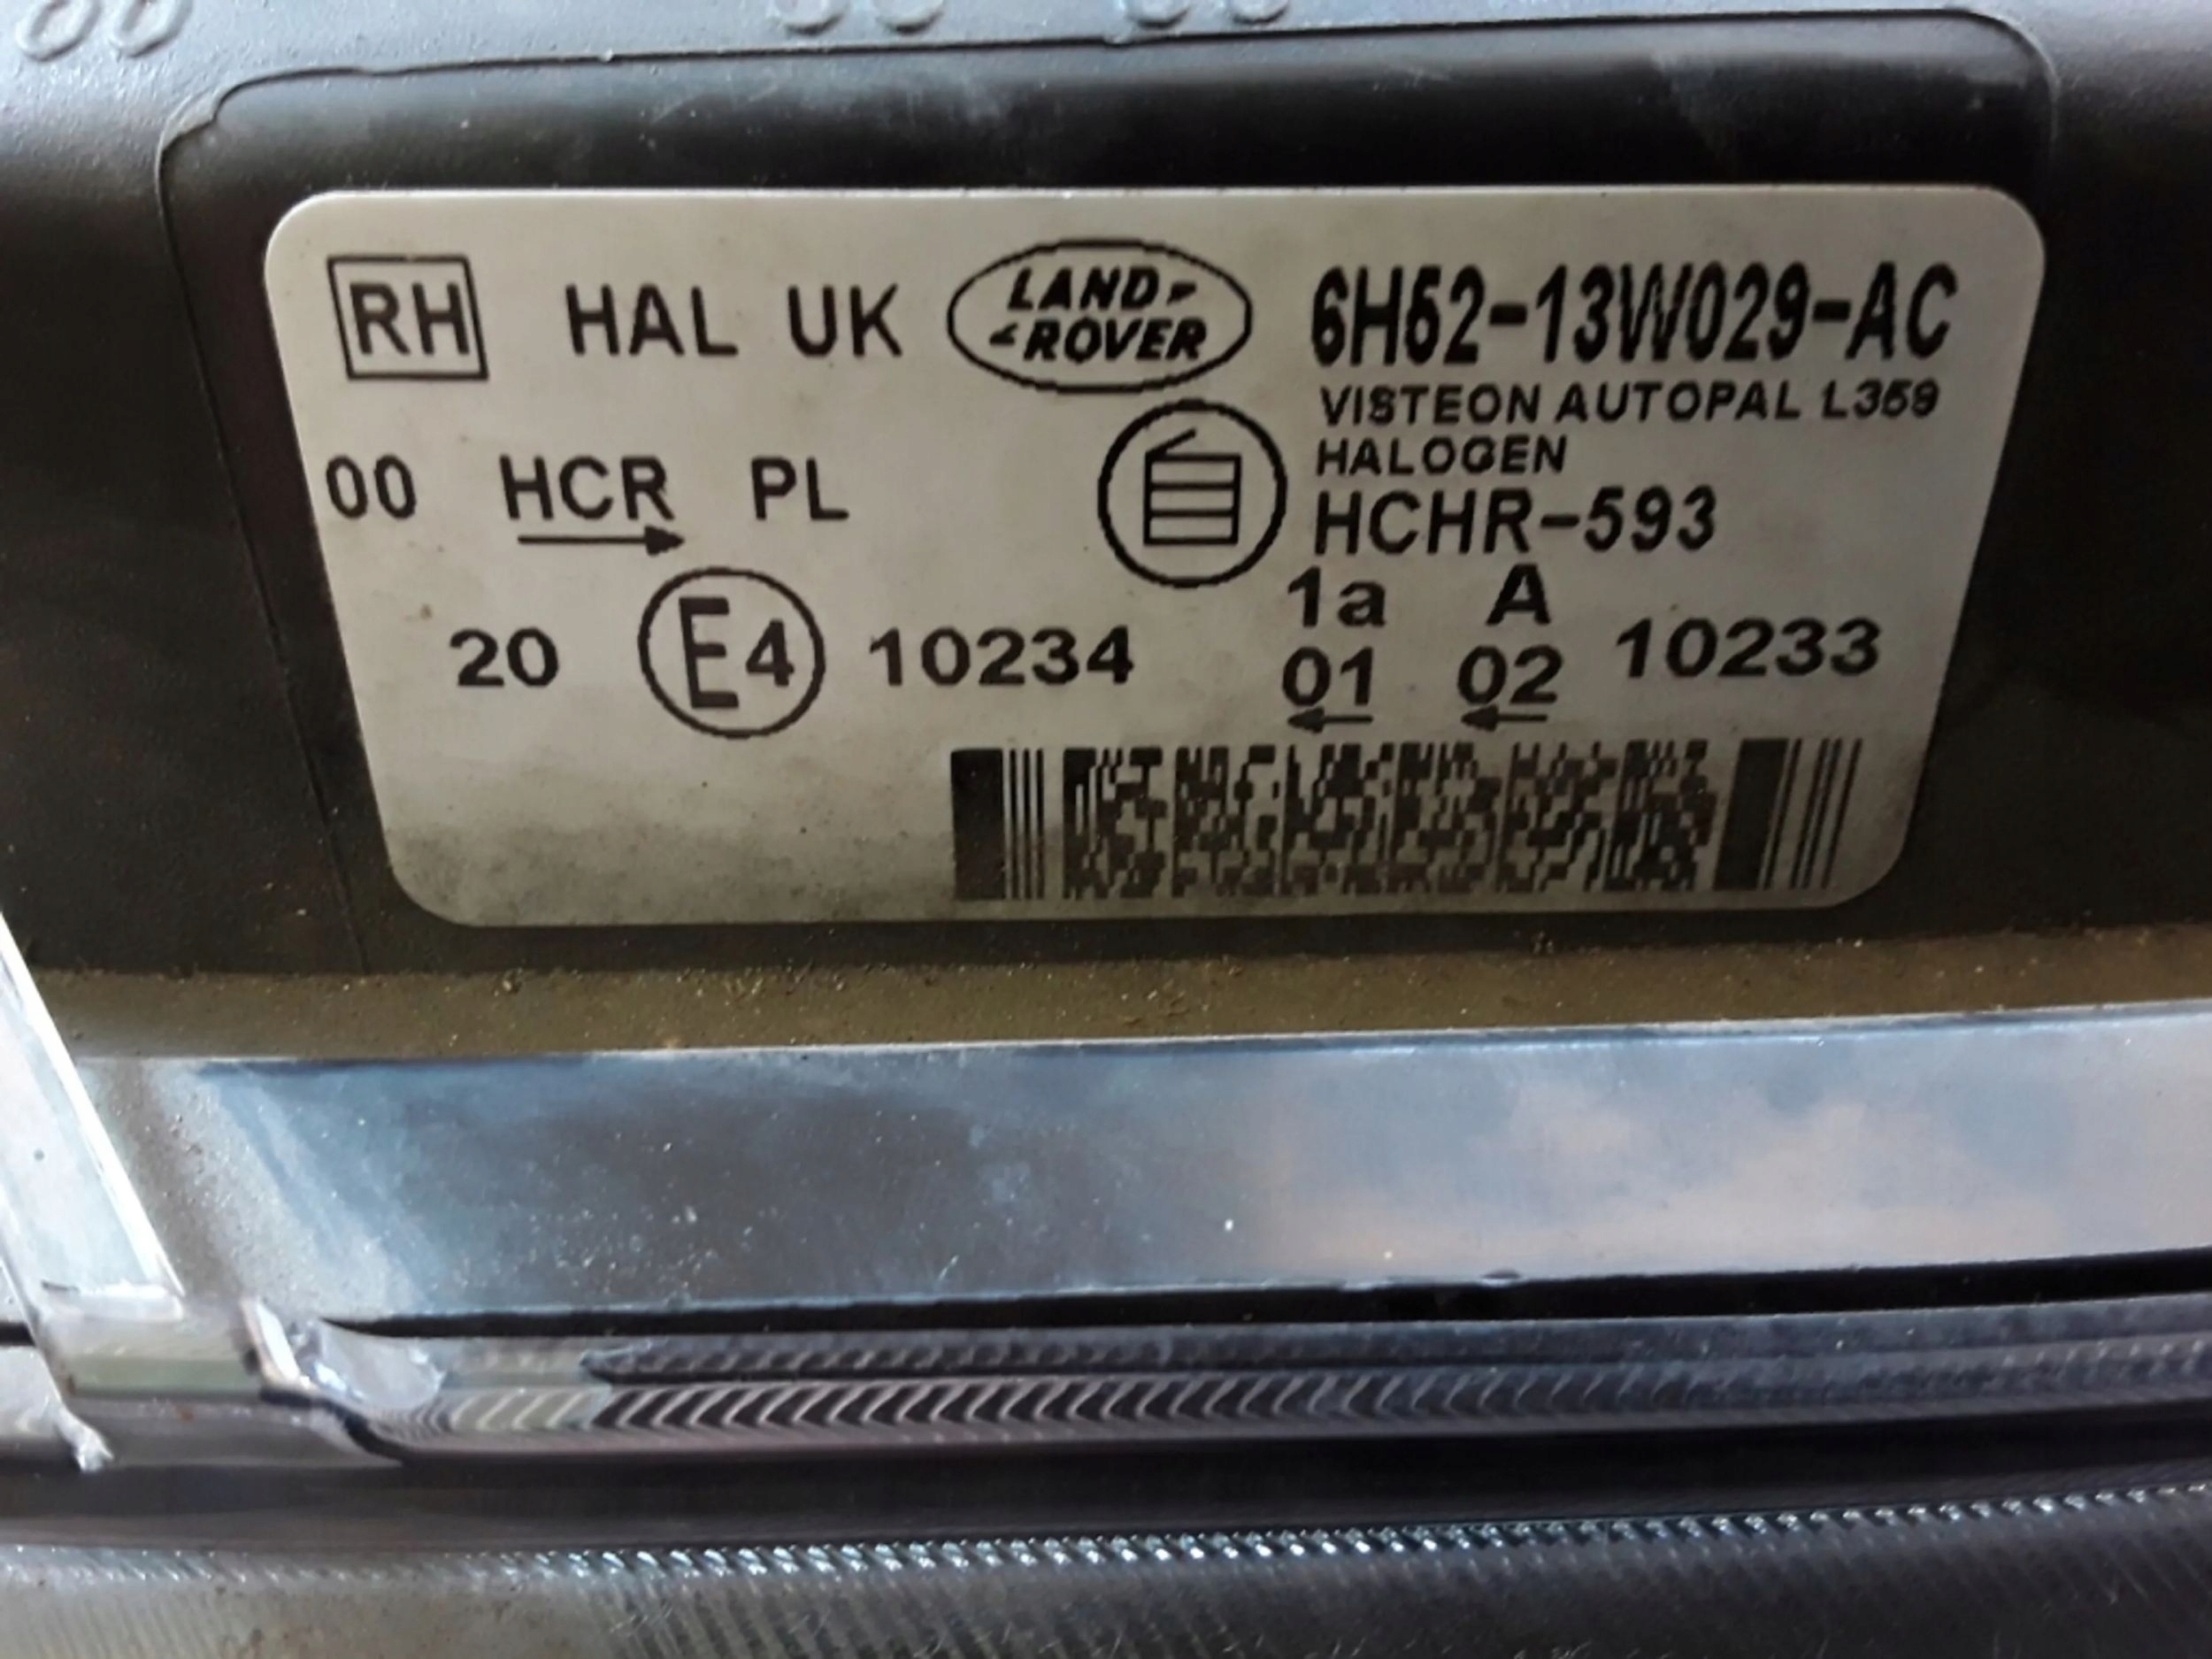 RH HAL UK LAND ROVER 6H52-13W029-AC
VISTEON AUTOPAL L359
HALOGEN
00 HCR PL HCHR-593
1a A
20 E4 10234 01 02 10233